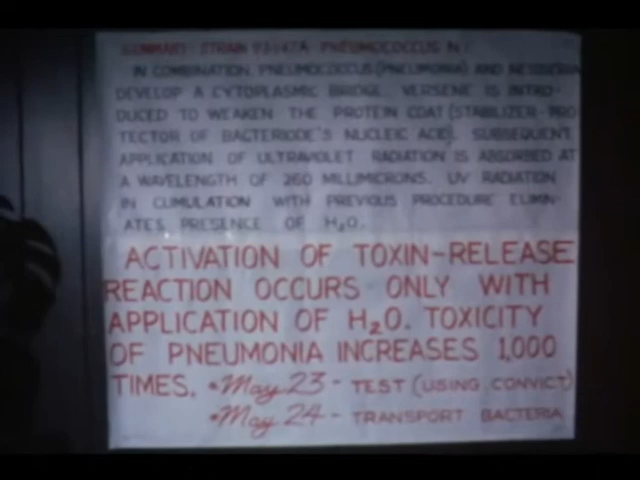 SUMMARY: STRAIN 93-147A PNEUMOCOCCUS N.I.
IN COMBINATION, PNEUMOCOCCUS (PNEUMONIA) AND NEISSERIA
DEVELOP A CYTOPLASMIC BRIDGE. VERSENE IS INTRO-
DUCED TO WEAKEN THE PROTEIN COAT (STABILIZER-PRO
TECTOR OF BACTERICIDE'S NUCLEIC ACID). SUBSEQUENT
APPLICATION OF ULTRAVIOLET RADIATION IS ABSORBED AT
A WAVELENGTH OF 260 MILLIMICRONS. UV RADIATION
IN CUMULATION WITH PREVIOUS PROCEDURE ELIMIN-
ATES PRESENCE OF H₂O.
ACTIVATION OF TOXIN-RELEASE
REACTION OCCURS ONLY WITH
APPLICATION OF H₂O. TOXICITY
OF PNEUMONIA INCREASES 1,000
TIMES. •May 23 - TEST (USING CONVICT)
•May 24 - TRANSPORT BACTERIA